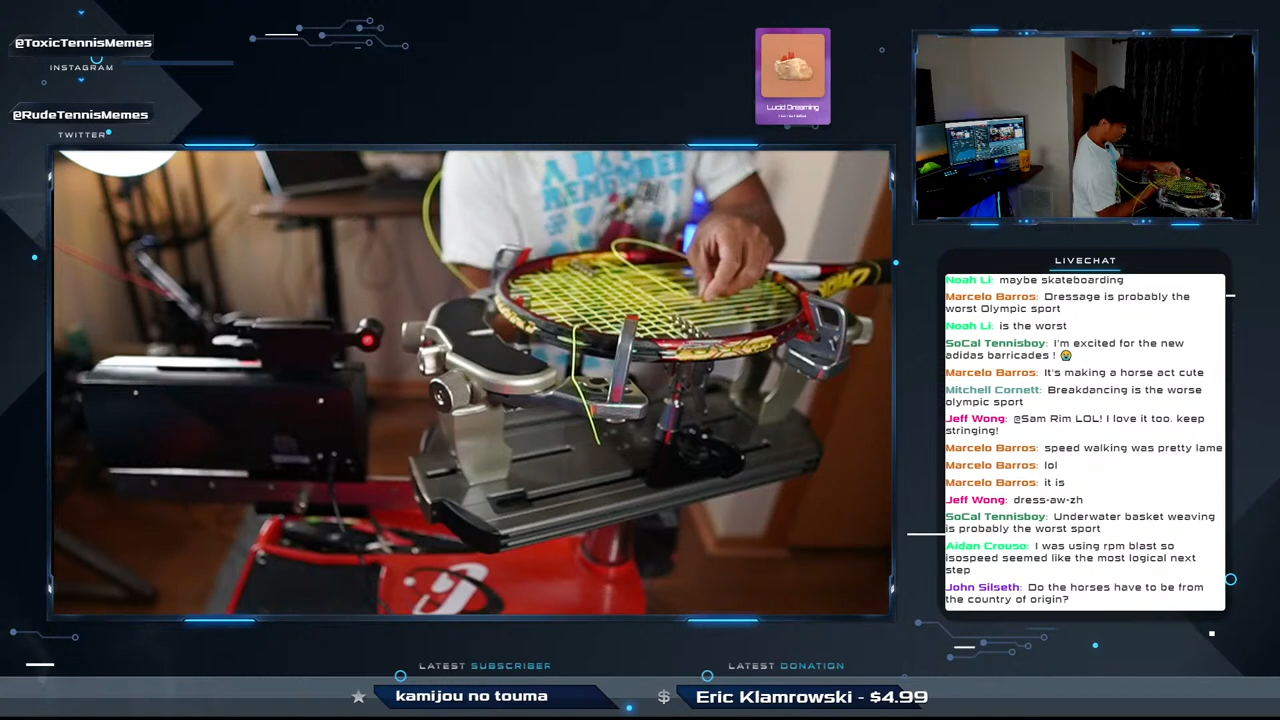 @ToxicTennisMemes
INSTAGRAM
@RudeTennisMemes
TWITTER
Lucid Dreaming
LIVECHAT
Noah Li: maybe skateboarding
Marcelo Barros: Dressage is probably the
worst Olympic sport
Noah Li: is the worst
SoCal Tennisboy: I'm excited for the new
adidas barricades ! 😭
Marcelo Barros: It's making a horse act cute
Mitchell Cornett: Breakdancing is the worse
olympic sport
Jeff Wong: @Sam Rim LOL! I love it too. keep
stringing!
Marcelo Barros: speed walking was pretty lame
Marcelo Barros: lol
Marcelo Barros: it is
Jeff Wong: dress-aw-zh
SoCal Tennisboy: Underwater basket weaving
is probably the worst sport
Aidan Crouso: I was using rpm blast so
isospeed seemed like the most logical next
step
John Silseth: Do the horses have to be from
the country of origin?
LATEST SUBSCRIBER
kamijou no touma
LATEST DONATION
$
Eric Klamrowski - $4.99